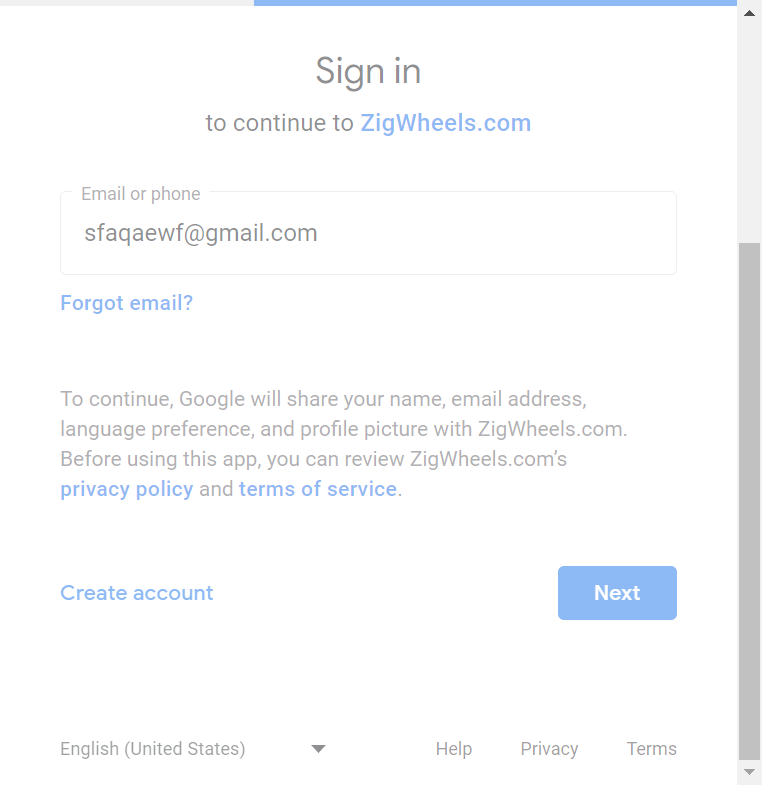 Sign in
to continue to ZigWheels.com
Email or phone
sfaqaewf@gmail.com
Forgot email?
To continue, Google will share your name, email address,
language preference, and profile picture with ZigWheels.com.
Before using this app, you can review ZigWheels.com’s
privacy policy and terms of service.
Create account
Next
English (United States)
Help
Privacy
Terms